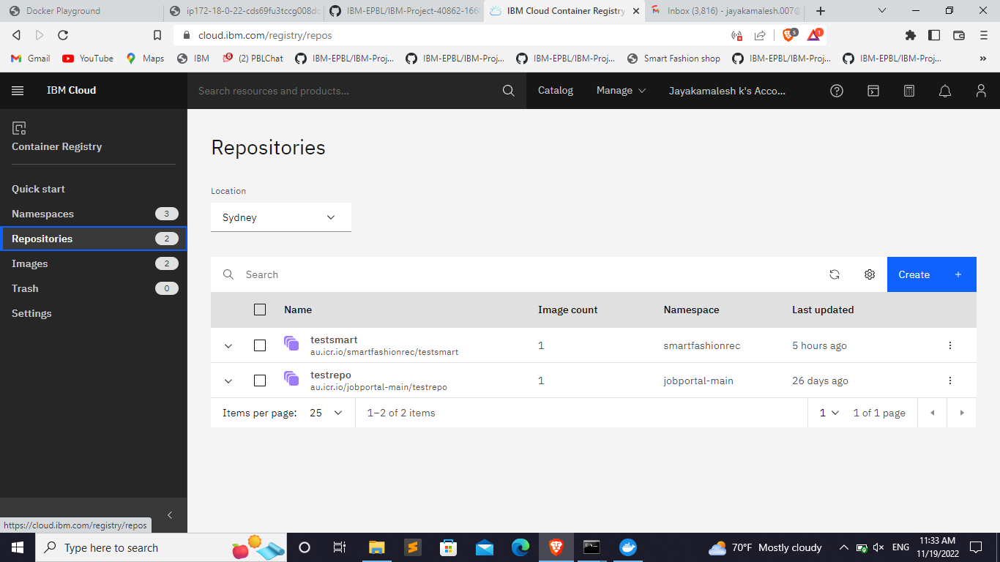 Docker Playground
ip172-18-0-22-cds69fu3tccg008dq
IBM-EPBL/IBM-Project-40862-1660
IBM Cloud Container Registry
Inbox (3,816) - jayakamalesh.007@
cloud.ibm.com/registry/repos
5
1
Gmail
YouTube
Maps
IBM
(2) PBLChat
IBM-EPBL/IBM-Proj...
IBM-EPBL/IBM-Proj...
IBM-EPBL/IBM-Proj...
Smart Fashion shop
IBM-EPBL/IBM-Proj...
IBM-EPBL/IBM-Proj...
IBM Cloud
Search resources and products...
Catalog
Manage
Jayakamalesh k's Acco...
Container Registry
Quick start
Namespaces 3
Repositories 2
Images 2
Trash 0
Settings
https://cloud.ibm.com/registry/repos
Repositories
Location
Sydney
Search
Create +
Name Image count Namespace Last updated
testsmart
au.icr.io/smartfashionrec/testsmart
1 smartfashionrec 5 hours ago
testrepo
au.icr.io/jobportal-main/testrepo
1 jobportal-main 26 days ago
Items per page: 25 1–2 of 2 items 1 1 of 1 page
Type here to search
70°F Mostly cloudy
ENG
11:33 AM
11/19/2022